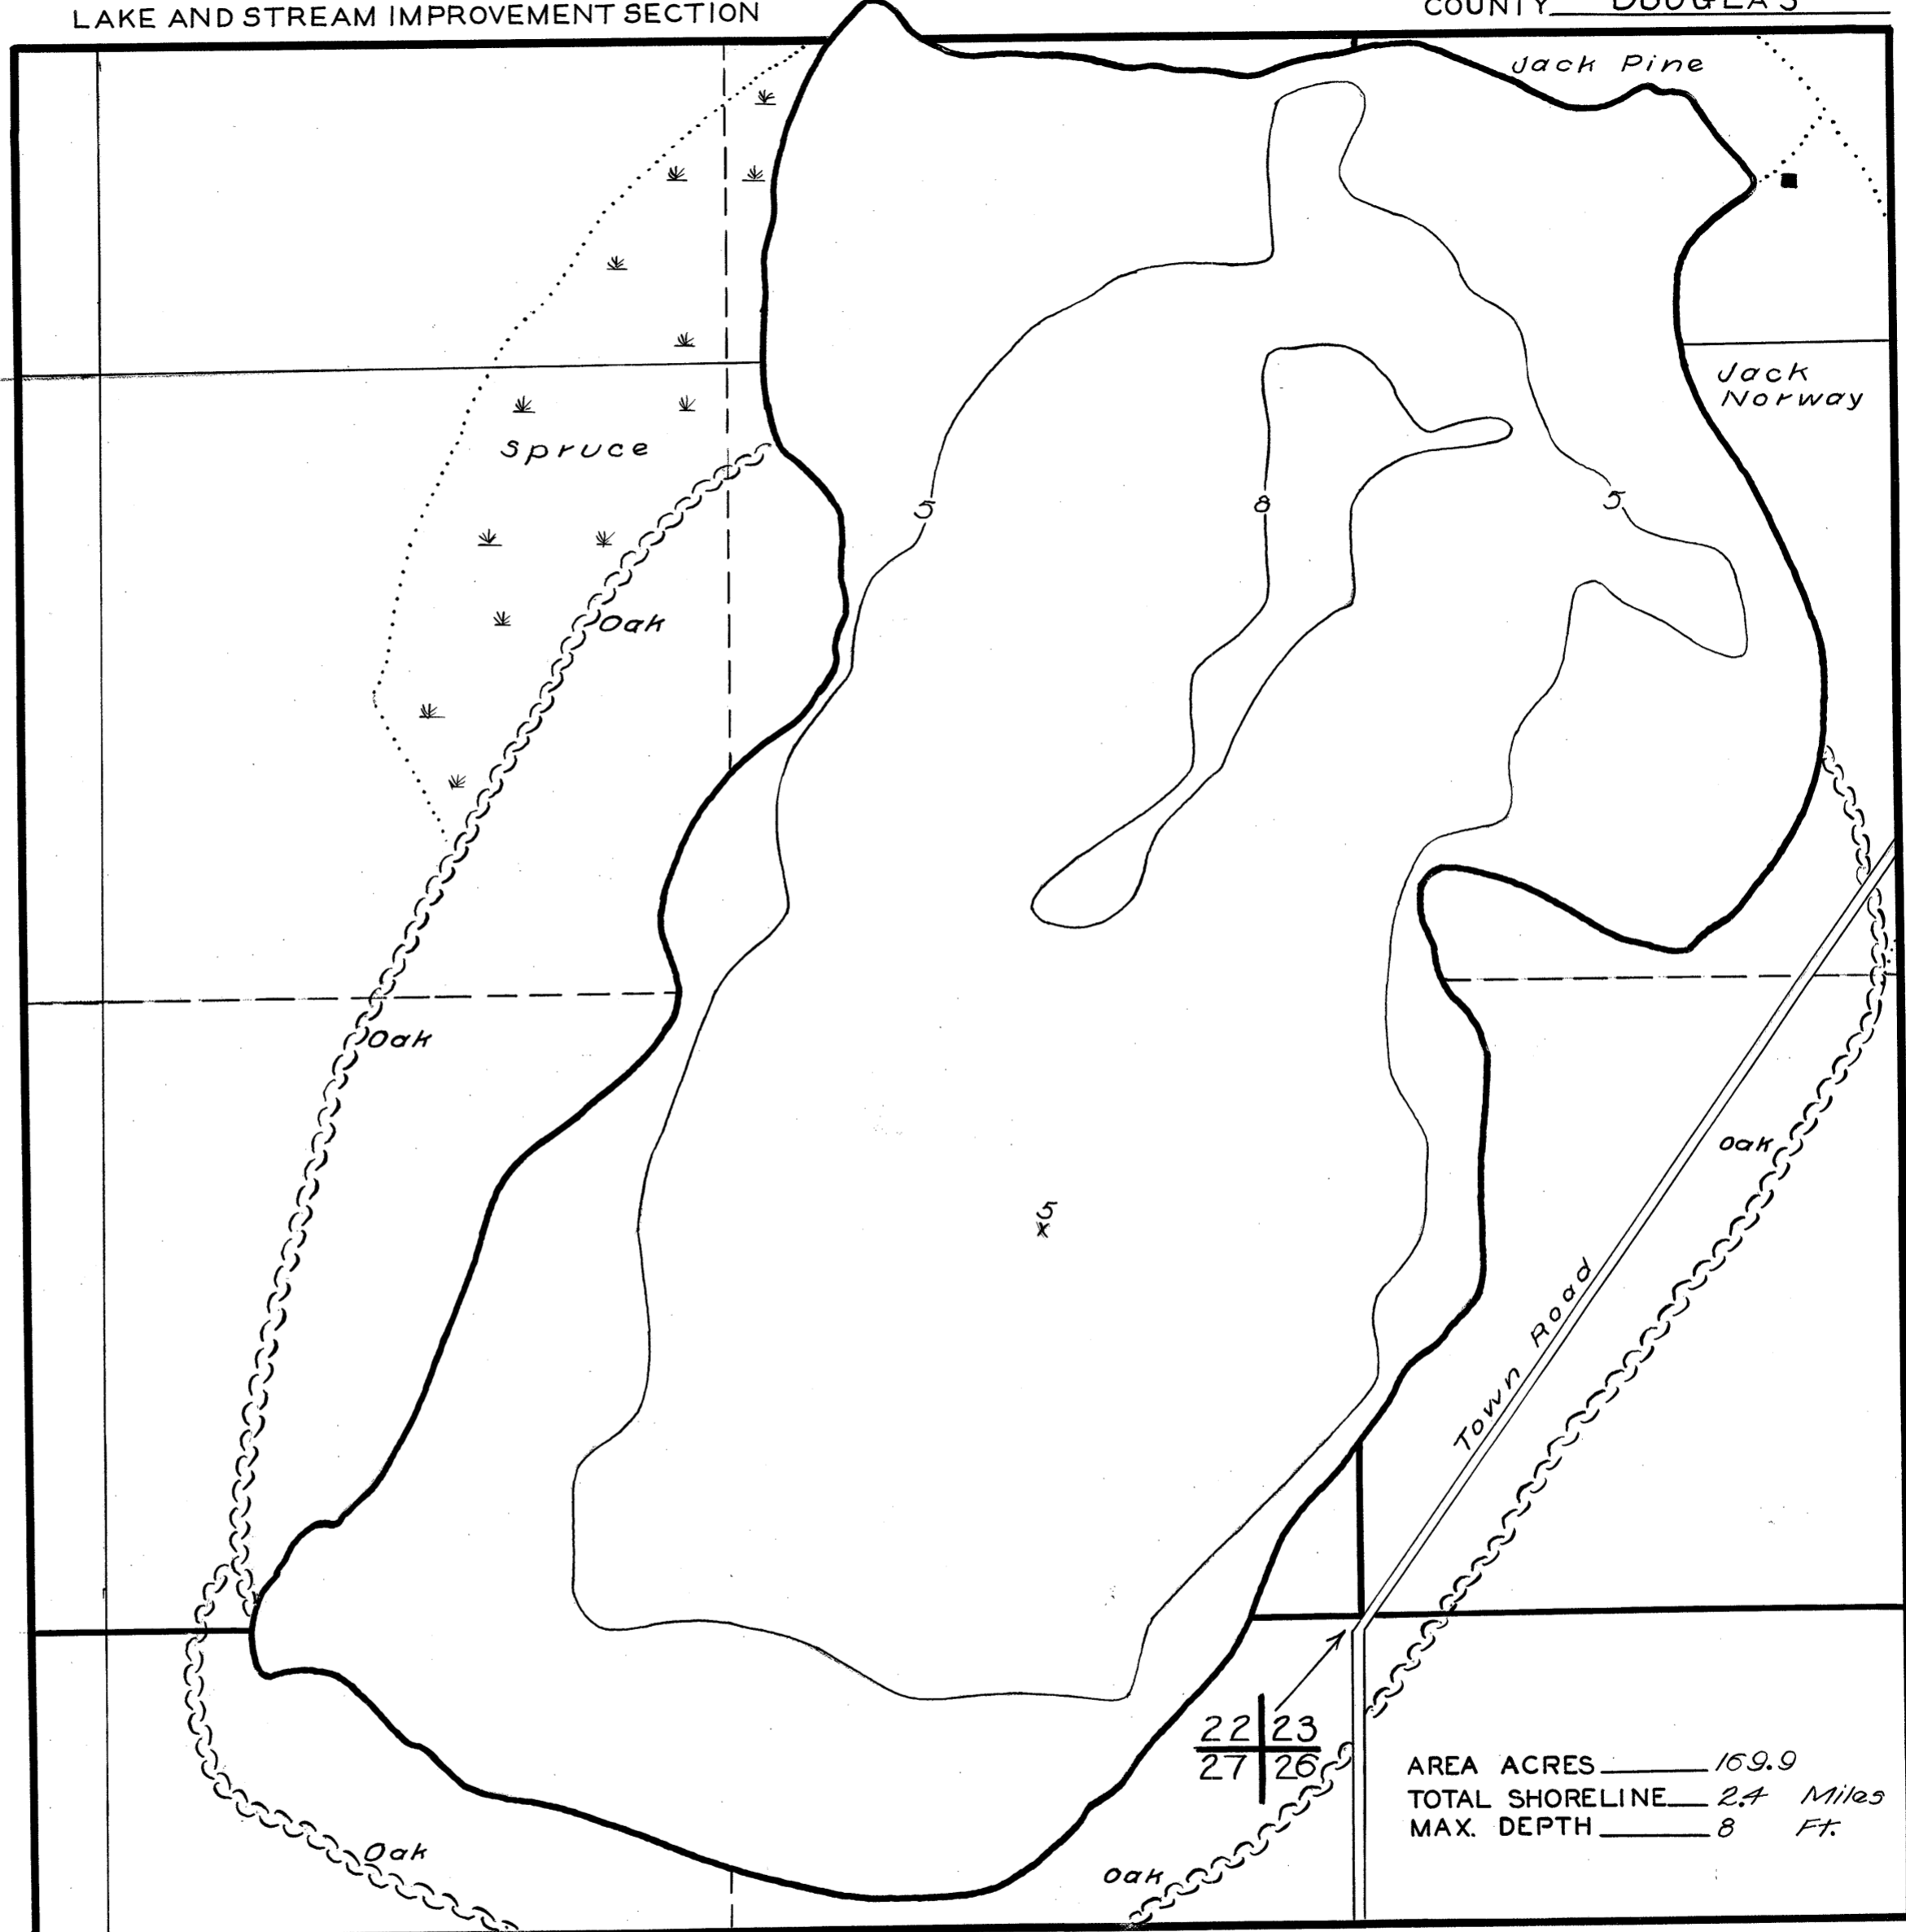 LAKE AND STREAM IMPROVEMENT SECTION
COUNTY DOUGLAS
Jack Pine
Jack
Norway
Spruce
5
8
5
Oak
Oak
Oak
5
x
Town Road
22 23
27 26
AREA ACRES 169.9
TOTAL SHORELINE 2.4 Miles
MAX. DEPTH 8 Ft.
Oak
Oak